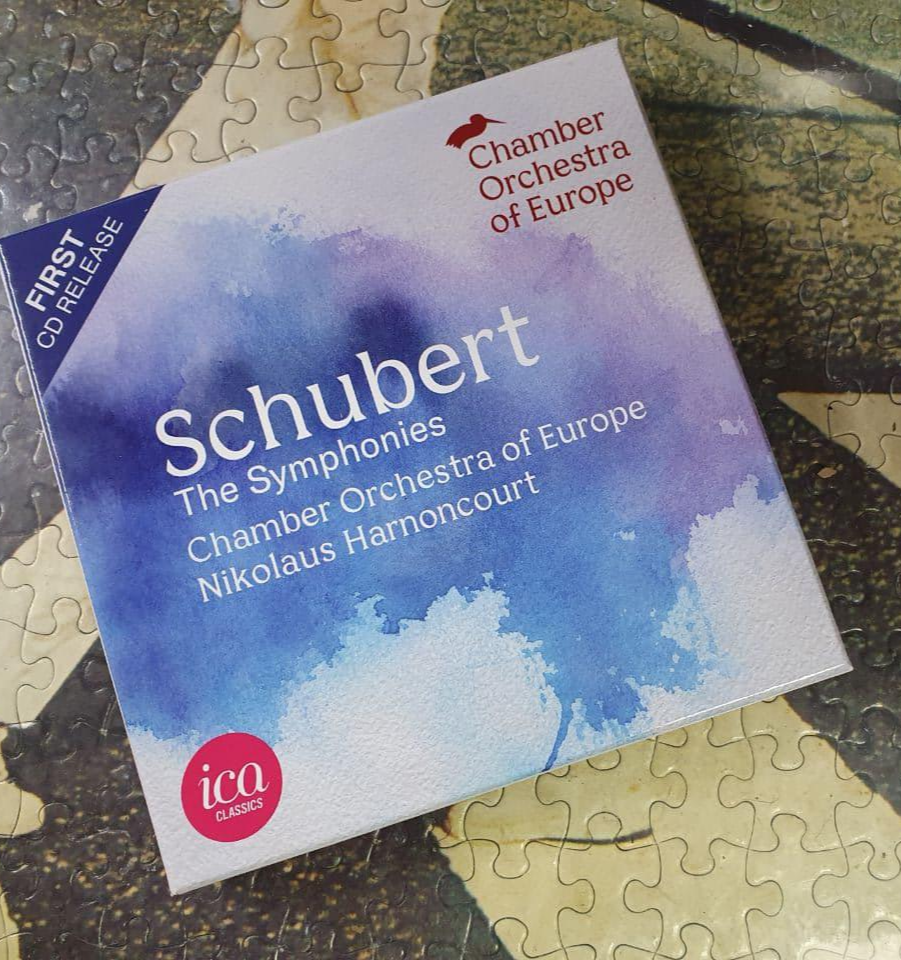 Chamber
Orchestra
of Europe
FIRST
CD RELEASE
Schubert
The Symphonies
Chamber Orchestra of Europe
Nikolaus Harnoncourt
ica
CLASSICS